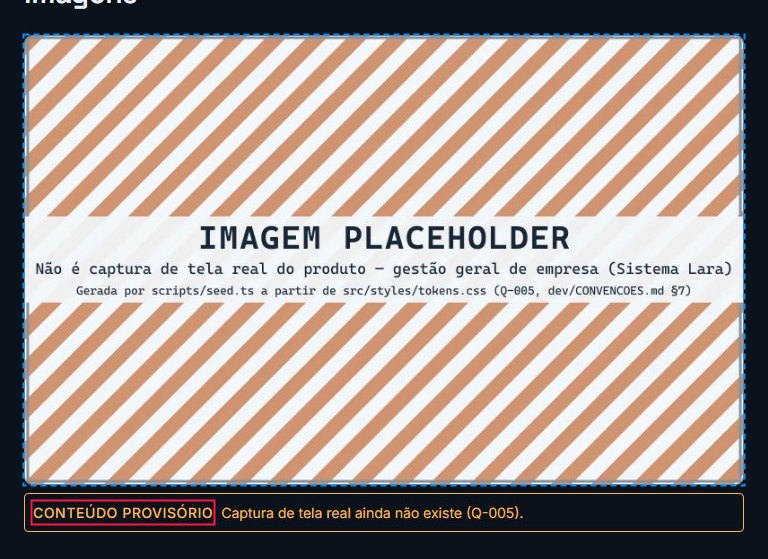 Imagens
IMAGEM PLACEHOLDER
Não é captura de tela real do produto — gestão geral de empresa (Sistema Lara)
Gerada por scripts/seed.ts a partir de src/styles/tokens.css (Q-005, dev/CONVENCOES.md §7)
CONTEÚDO PROVISÓRIO Captura de tela real ainda não existe (Q-005).